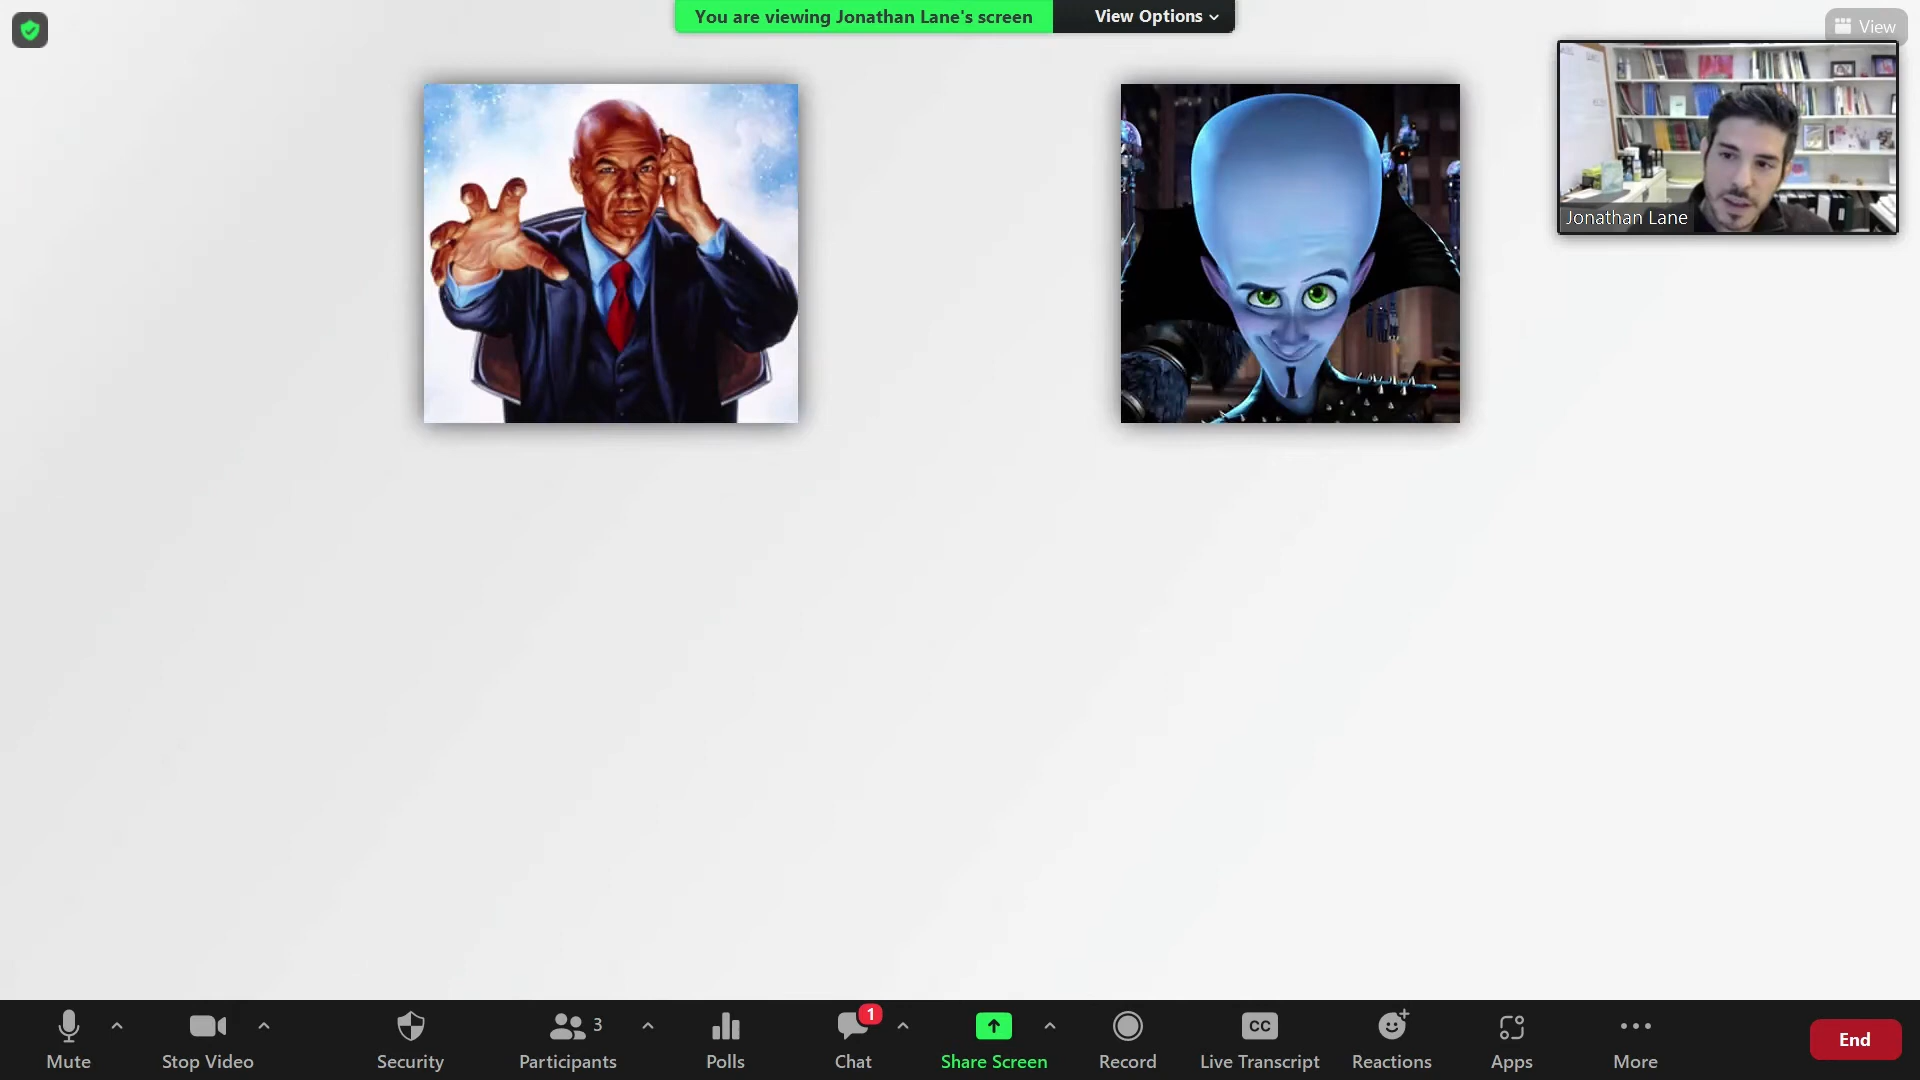 You are viewing Jonathan Lane's screen
View Options
View
Jonathan Lane
Mute
Stop Video
Security
3
Participants
Polls
1
Chat
Share Screen
Record
CC
Live Transcript
Reactions
Apps
More
End